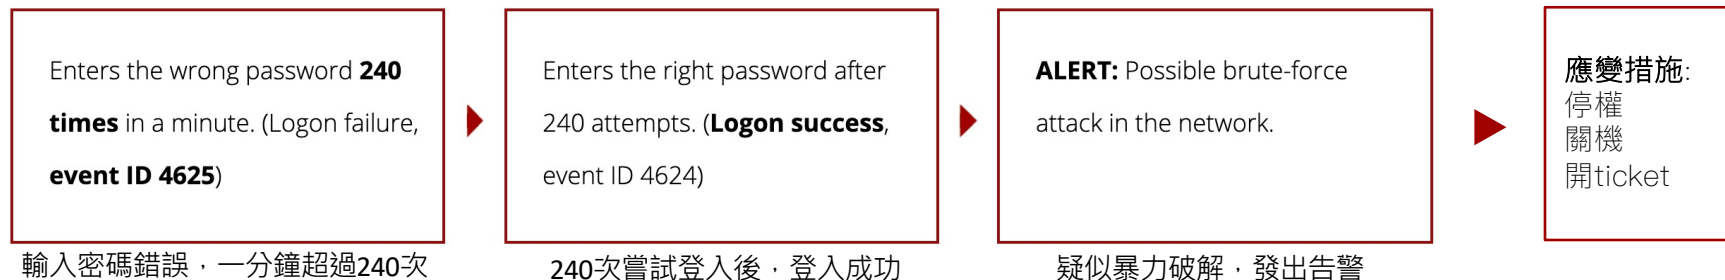 Enters the wrong password 240
times in a minute. (Logon failure,
event ID 4625)
輸入密碼錯誤，一分鐘超過240次
Enters the right password after
240 attempts. (Logon success,
event ID 4624)
240次嘗試登入後，登入成功
ALERT: Possible brute-force
attack in the network.
疑似暴力破解，發出告警
應變措施:
停權
關機
開ticket